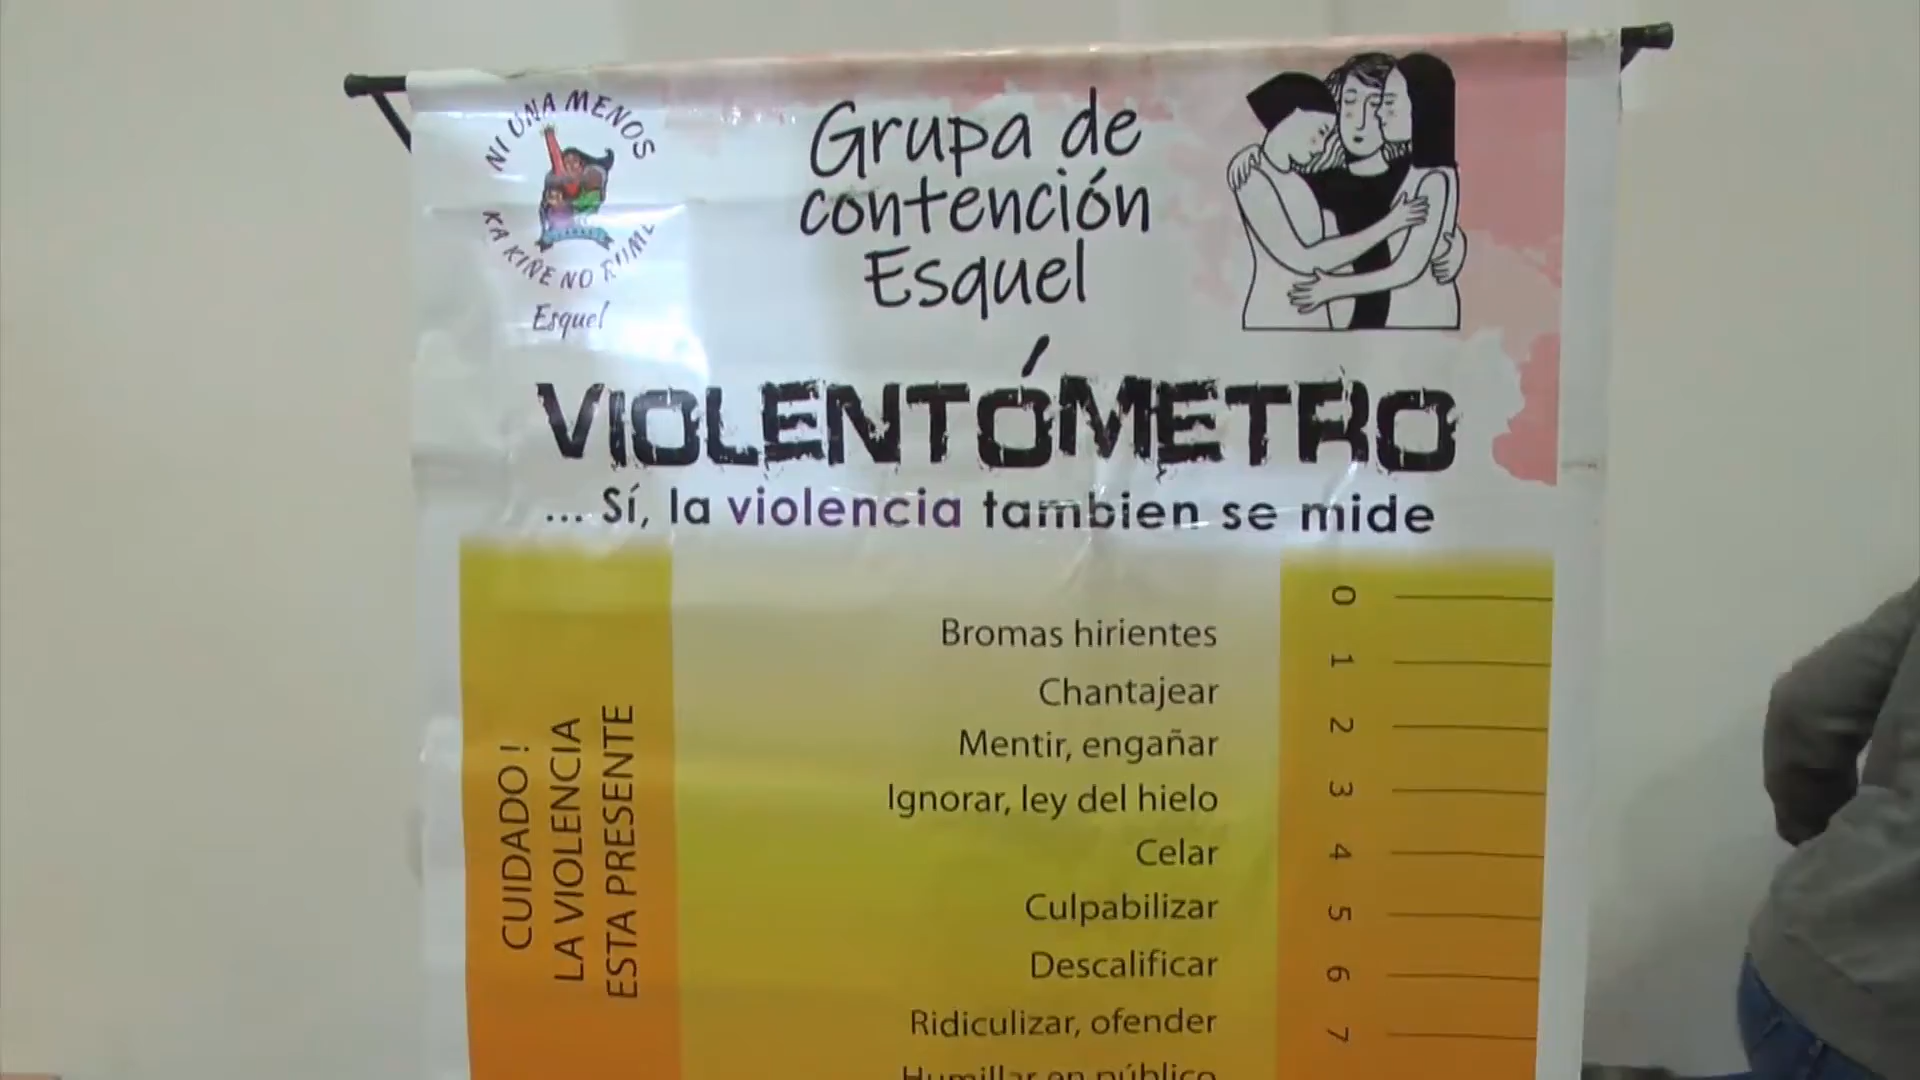 NI UNA MENOS
KA KIÑE NO RUME
Esquel
Grupa de
contención
Esquel
VIOLENTÓMETRO
... Sí, la violencia tambien se mide
CUIDADO!
LA VIOLENCIA
ESTA PRESENTE
Bromas hirientes
Chantajear
Mentir, engañar
Ignorar, ley del hielo
Celar
Culpabilizar
Descalificar
Ridiculizar, ofender
Humillar en público
0
1
2
3
4
5
6
7